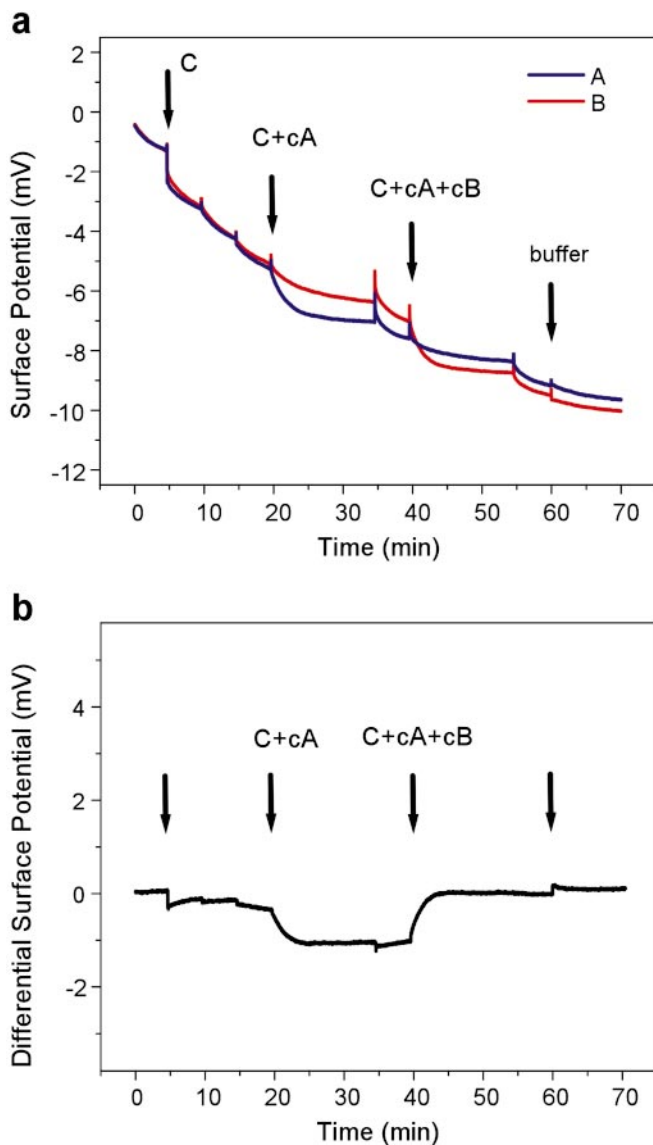 a
Surface Potential (mV)
2
0
-2
-4
-6
-8
-10
-12
C
C+cA
C+cA+cB
buffer
A
B
0 10 20 30 40 50 60 70
Time (min)
b
Differential Surface Potential (mV)
4
2
0
-2
C+cA
C+cA+cB
0 10 20 30 40 50 60 70
Time (min)